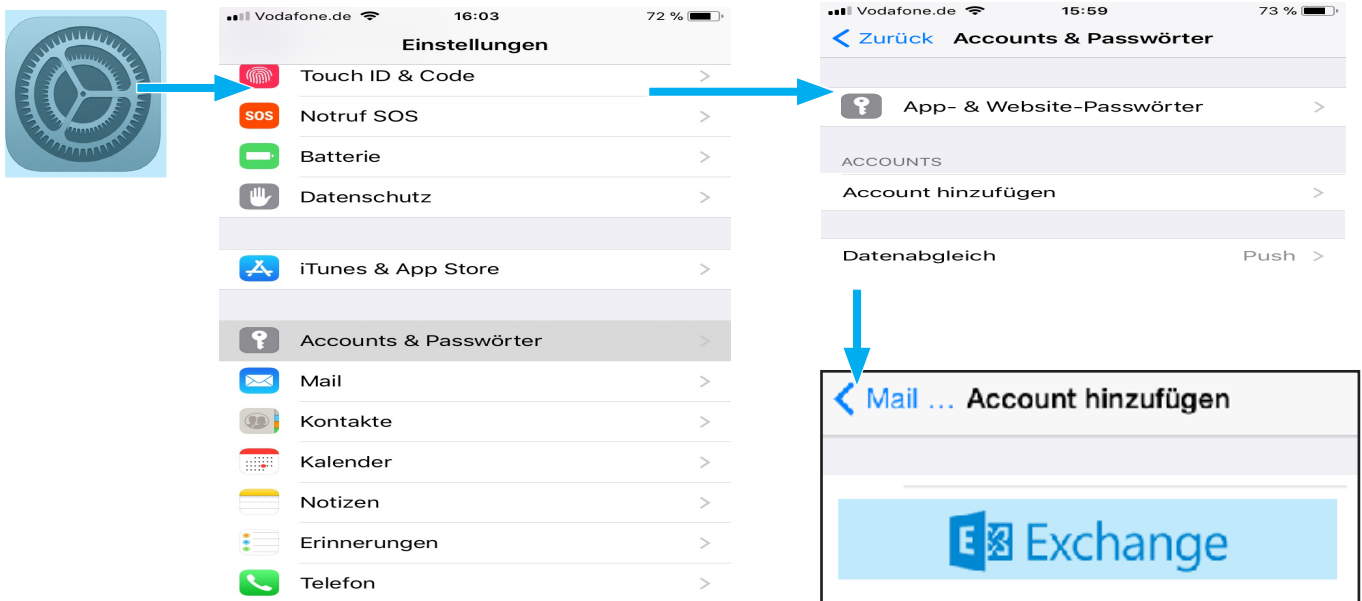 Vodafone.de 16:03 72 %
Einstellungen
Touch ID & Code
SOS Notruf SOS
Batterie
Datenschutz
iTunes & App Store
Accounts & Passwörter
Mail
Kontakte
Kalender
Notizen
Erinnerungen
Telefon
Vodafone.de 15:59 73 %
Zurück Accounts & Passwörter
App- & Website-Passwörter
ACCOUNTS
Account hinzufügen
Datenabgleich Push
Mail ... Account hinzufügen
E Exchange